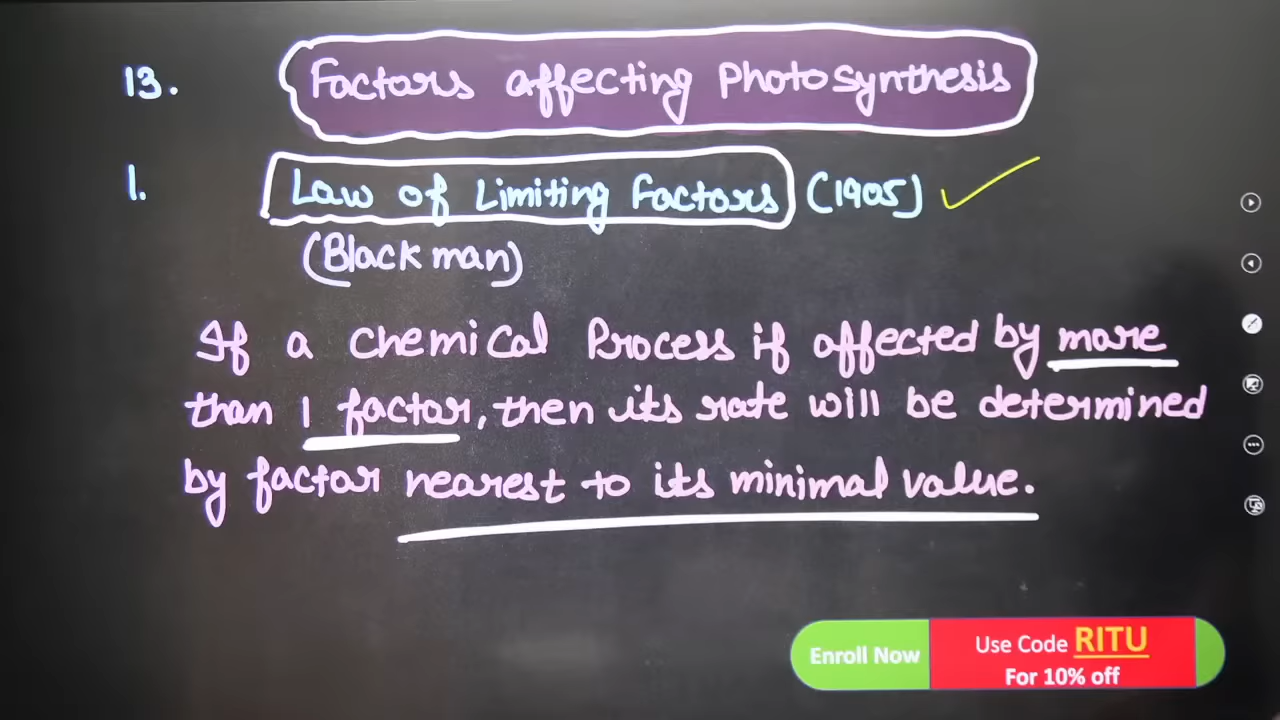 13. Factors affecting Photosynthesis
1. Law of Limiting Factors (1905)
(Blackman)
If a chemical Process if affected by more
than 1 factor, then its rate will be determined
by factor nearest to its minimal value.
Enroll Now
Use Code RITU
For 10% off